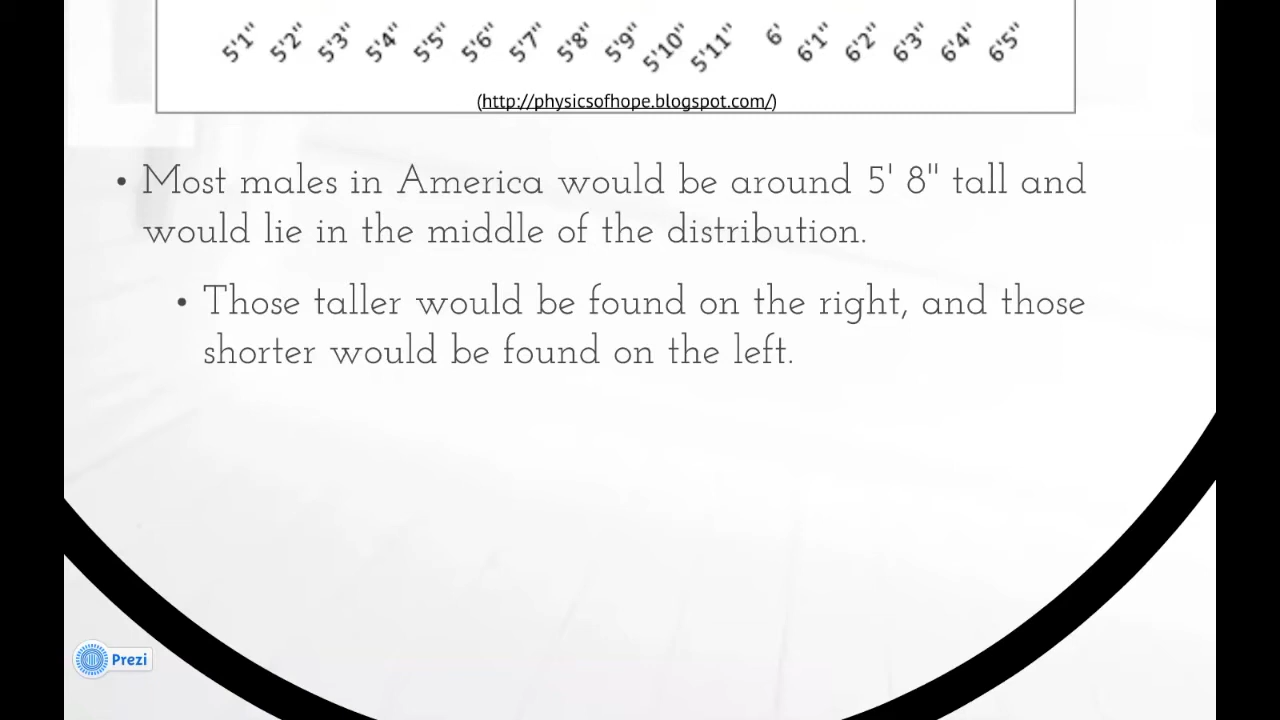 5'1" 5'2" 5'3" 5'4" 5'5" 5'6" 5'7" 5'8" 5'9" 5'10" 5'11" 6' 6'1" 6'2" 6'3" 6'4" 6'5"
(http://physicsofhope.blogspot.com/)
• Most males in America would be around 5' 8" tall and
would lie in the middle of the distribution.
• Those taller would be found on the right, and those
shorter would be found on the left.
Prezi